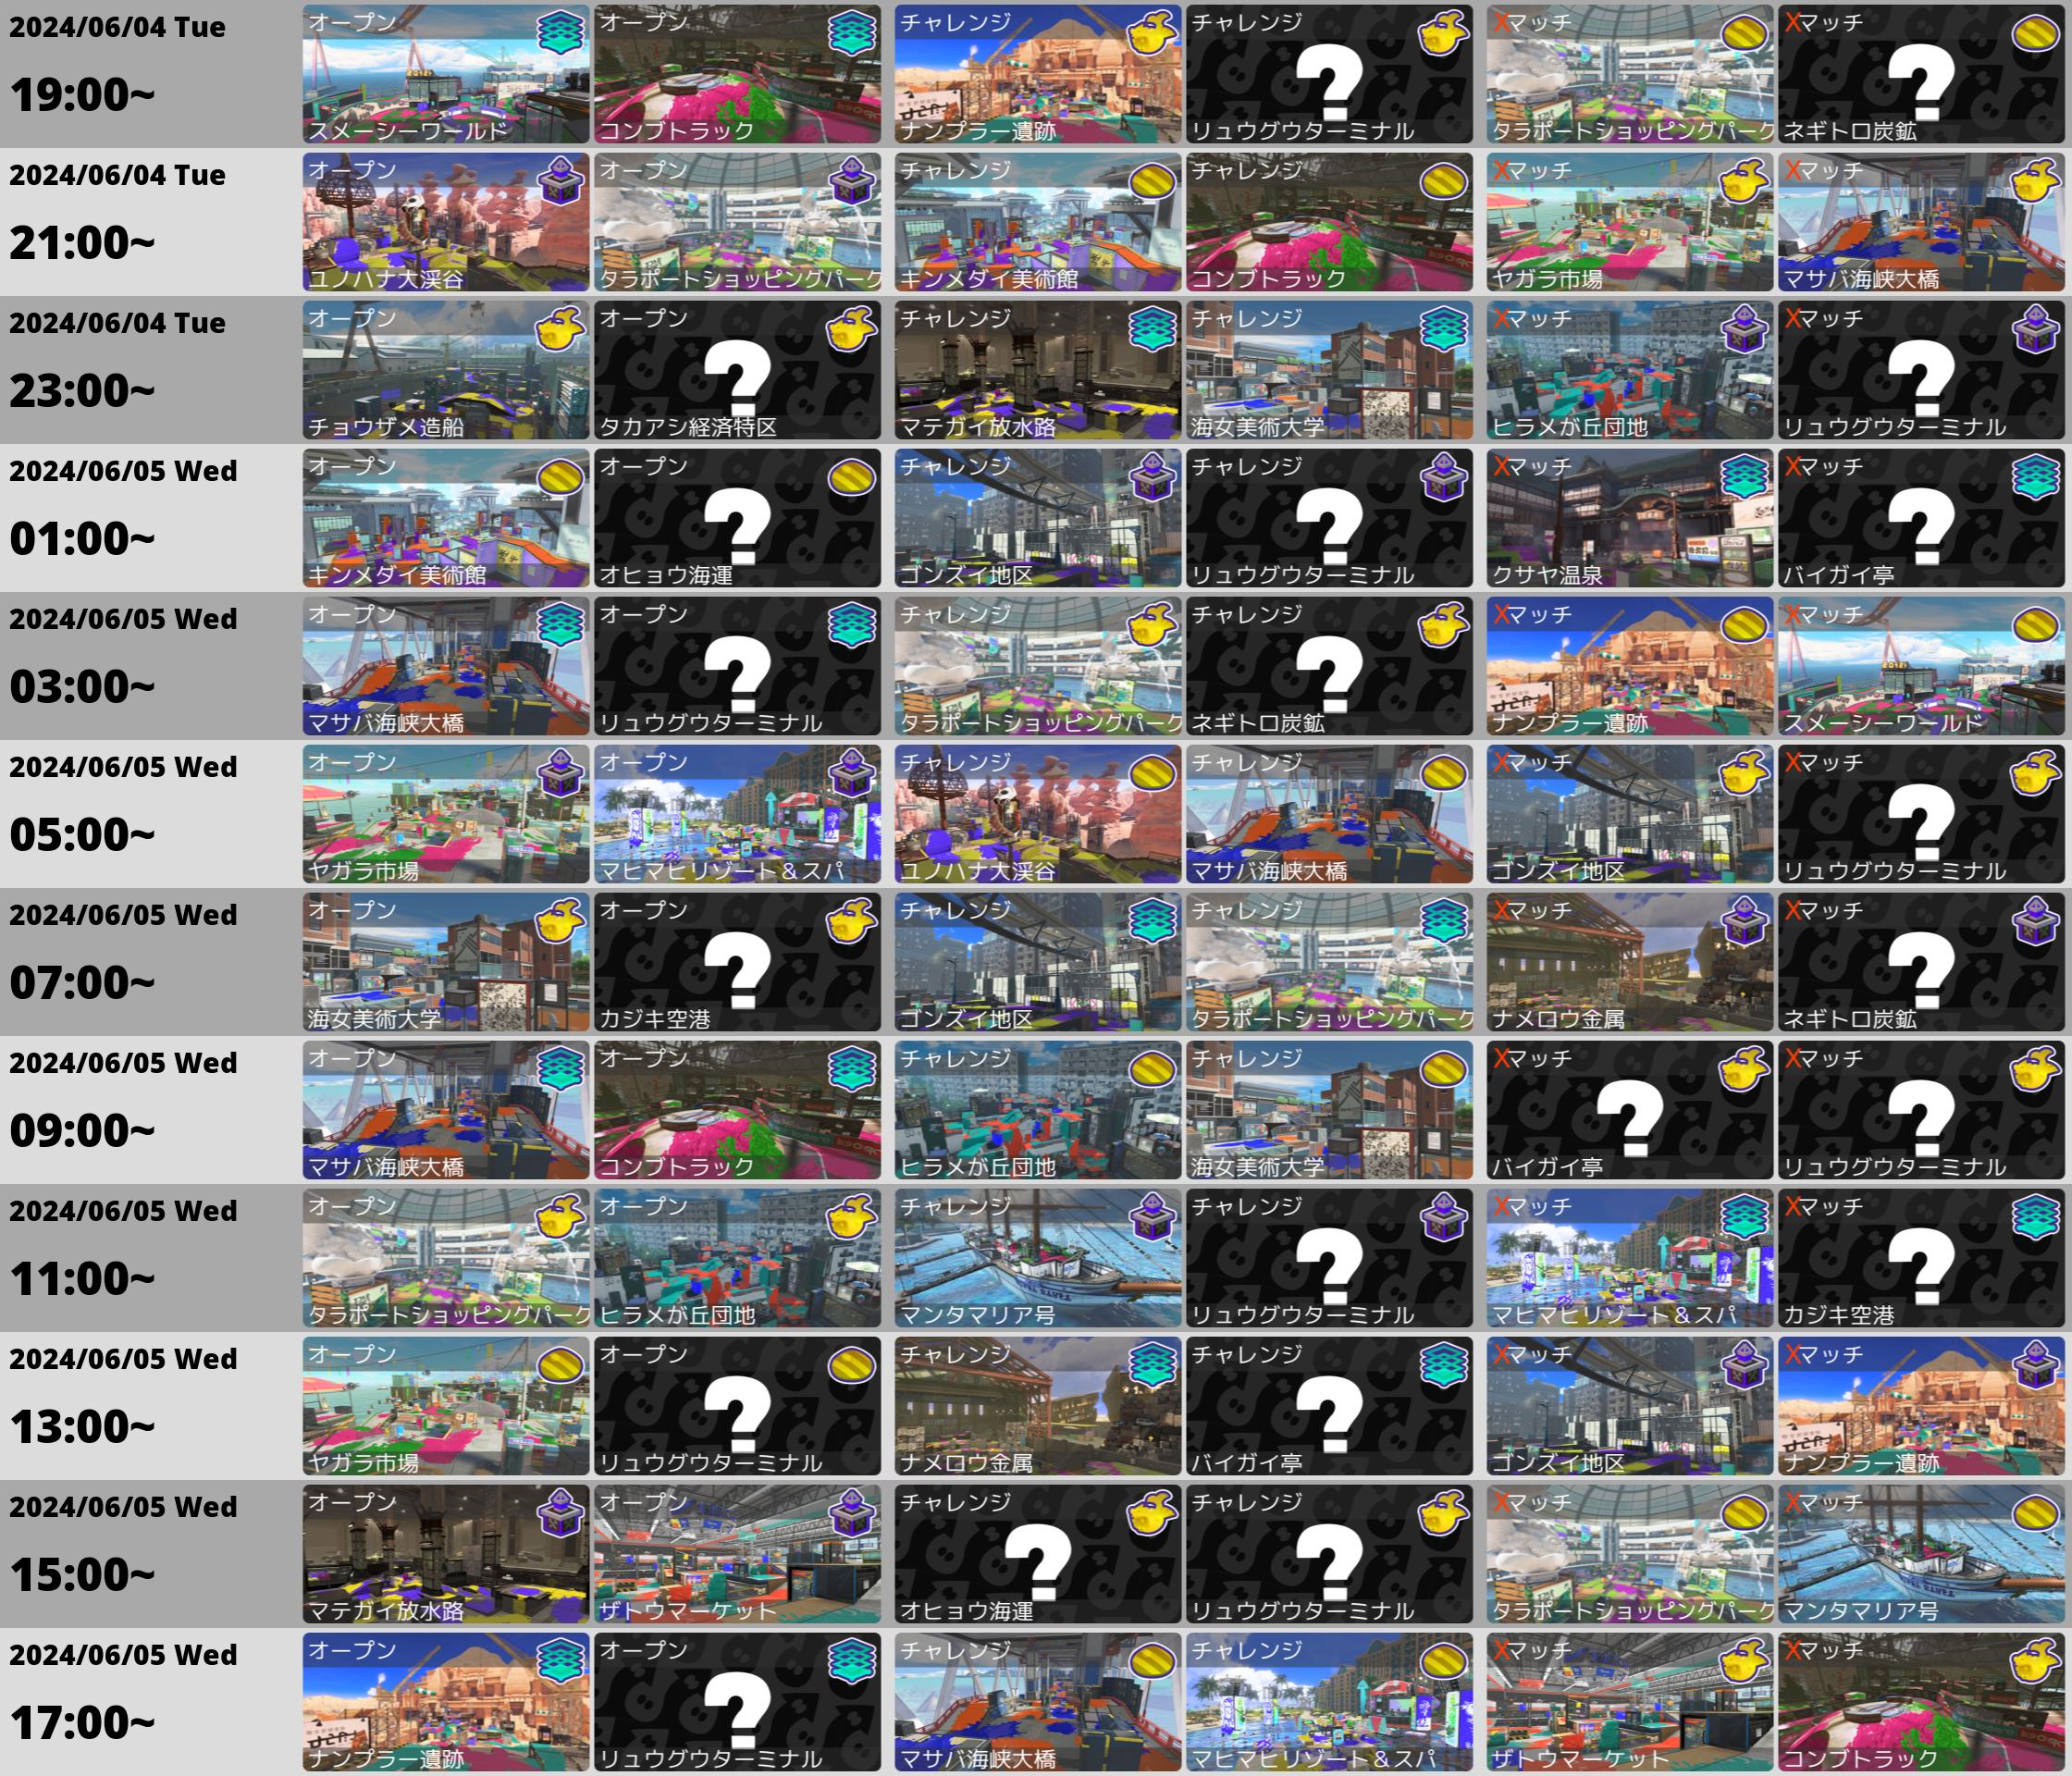 2024/06/04 Tue
19:00~
オープン オープン チャレンジ チャレンジ Xマッチ Xマッチ
スメーシーワールド コンブトラック ナンプラー遺跡 リュウグウターミナル タラポートショッピングパーク ネギトロ炭鉱
2024/06/04 Tue
21:00~
オープン オープン チャレンジ チャレンジ Xマッチ Xマッチ
ユノハナ大渓谷 タラポートショッピングパーク キンメダイ美術館 コンブトラック ヤガラ市場 マサバ海峡大橋
2024/06/04 Tue
23:00~
オープン オープン チャレンジ チャレンジ Xマッチ Xマッチ
チョウザメ造船 タカアシ経済特区 マテガイ放水路 海女美術大学 ヒラメが丘団地 リュウグウターミナル
2024/06/05 Wed
01:00~
オープン オープン チャレンジ チャレンジ Xマッチ Xマッチ
キンメダイ美術館 オヒョウ海運 ゴンズイ地区 リュウグウターミナル クサヤ温泉 バイガイ亭
2024/06/05 Wed
03:00~
オープン オープン チャレンジ チャレンジ Xマッチ Xマッチ
マサバ海峡大橋 リュウグウターミナル タラポートショッピングパーク ネギトロ炭鉱 ナンプラー遺跡 スメーシーワールド
2024/06/05 Wed
05:00~
オープン オープン チャレンジ チャレンジ Xマッチ Xマッチ
ヤガラ市場 マヒマヒリゾート&スパ ユノハナ大渓谷 マサバ海峡大橋 ゴンズイ地区 リュウグウターミナル
2024/06/05 Wed
07:00~
オープン オープン チャレンジ チャレンジ Xマッチ Xマッチ
海女美術大学 カジキ空港 ゴンズイ地区 タラポートショッピングパーク ナメロウ金属 ネギトロ炭鉱
2024/06/05 Wed
09:00~
オープン オープン チャレンジ チャレンジ Xマッチ Xマッチ
マサバ海峡大橋 コンブトラック ヒラメが丘団地 海女美術大学 バイガイ亭 リュウグウターミナル
2024/06/05 Wed
11:00~
オープン オープン チャレンジ チャレンジ Xマッチ Xマッチ
タラポートショッピングパーク ヒラメが丘団地 マンタマリア号 リュウグウターミナル マヒマヒリゾート&スパ カジキ空港
2024/06/05 Wed
13:00~
オープン オープン チャレンジ チャレンジ Xマッチ Xマッチ
ヤガラ市場 リュウグウターミナル ナメロウ金属 バイガイ亭 ゴンズイ地区 ナンプラー遺跡
2024/06/05 Wed
15:00~
オープン オープン チャレンジ チャレンジ Xマッチ Xマッチ
マテガイ放水路 ザトウマーケット オヒョウ海運 リュウグウターミナル タラポートショッピングパーク マンタマリア号
2024/06/05 Wed
17:00~
オープン オープン チャレンジ チャレンジ Xマッチ Xマッチ
ナンプラー遺跡 リュウグウターミナル マサバ海峡大橋 マヒマヒリゾート&スパ ザトウマーケット コンブトラック